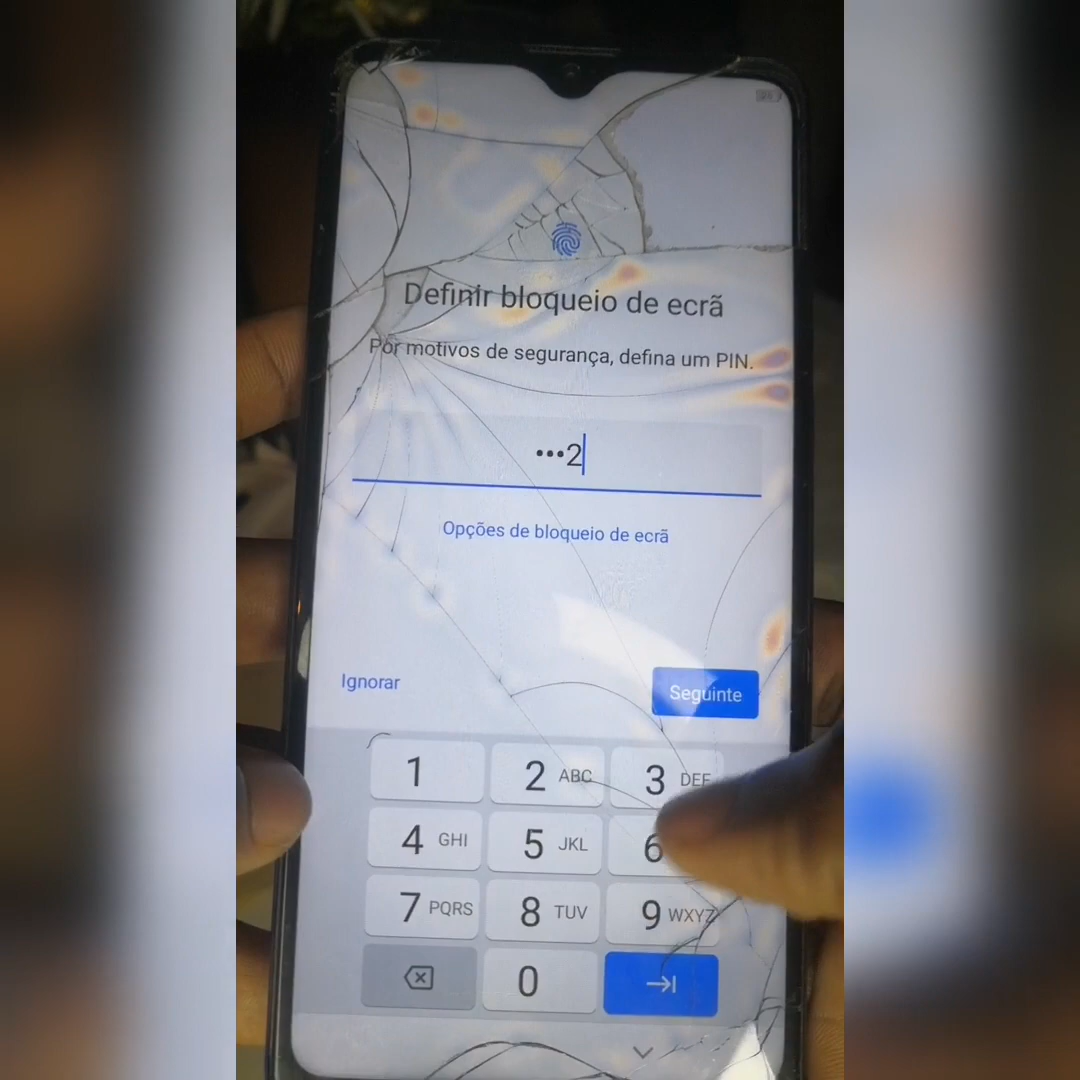 Definir bloqueio de ecrã
Por motivos de segurança, defina um PIN.
•••2
Opções de bloqueio de ecrã
Ignorar
Seguinte
1
2 ABC
3 DEF
4 GHI
5 JKL
6
7 PQRS
8 TUV
9 WXYZ
0